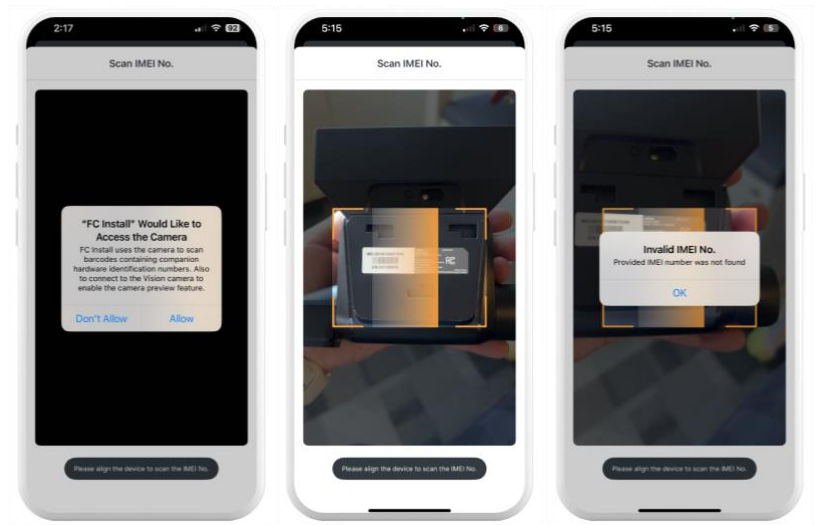 2:17
92
Scan IMEI No.
"FC Install" Would Like to
Access the Camera
FC Install uses the camera to scan
barcodes containing companion
hardware identification numbers. Also
to connect to the Vision camera to
enable the camera preview feature.
Don't Allow
Allow
Please align the device to scan the IMEI No.
5:15
6
Scan IMEI No.
FC
Please align the device to scan the IMEI No.
5:15
5
Scan IMEI No.
Invalid IMEI No.
Provided IMEI number was not found
OK
Please align the device to scan the IMEI No.